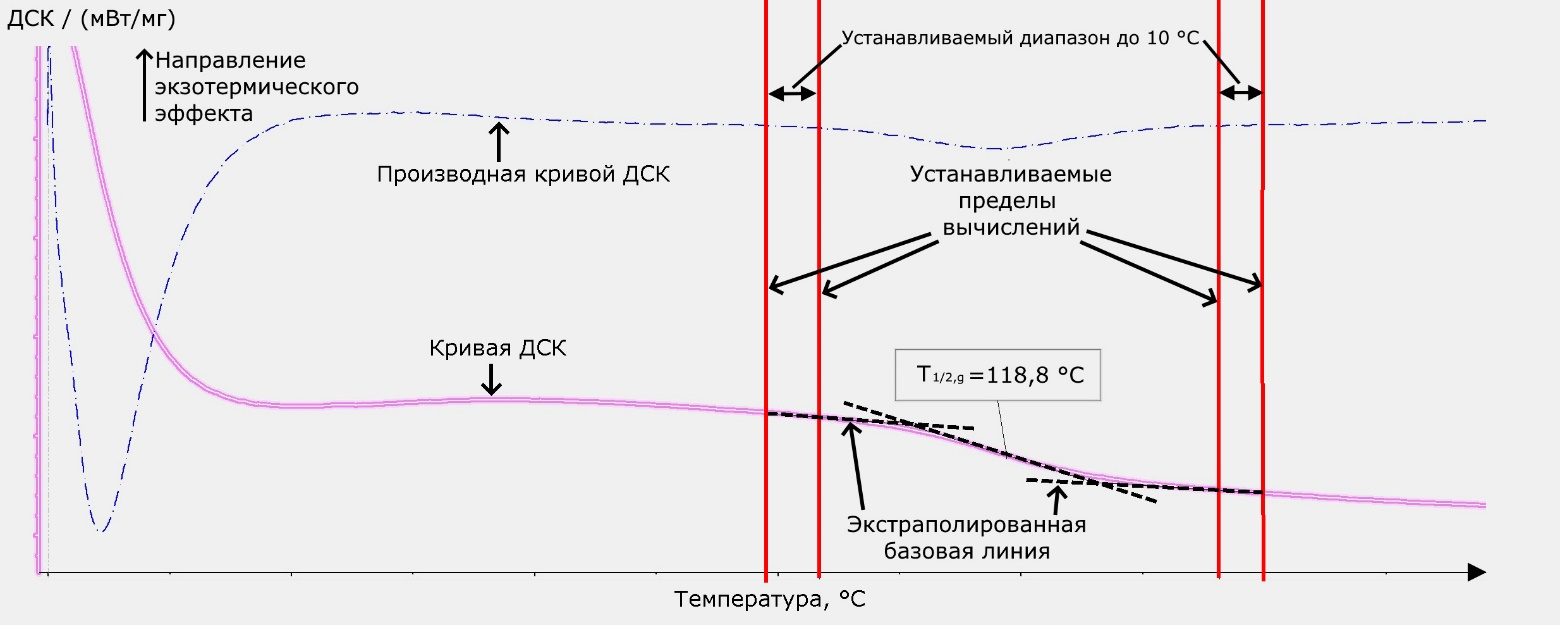 ДСК / (мВт/мг)
Направление
экзотермического
эффекта
Устанавливаемый диапазон до 10 °C
Производная кривой ДСК
Устанавливаемые
пределы
вычислений
Кривая ДСК
T1/2,g =118,8 °C
Экстраполированная
базовая линия
Температура, °C